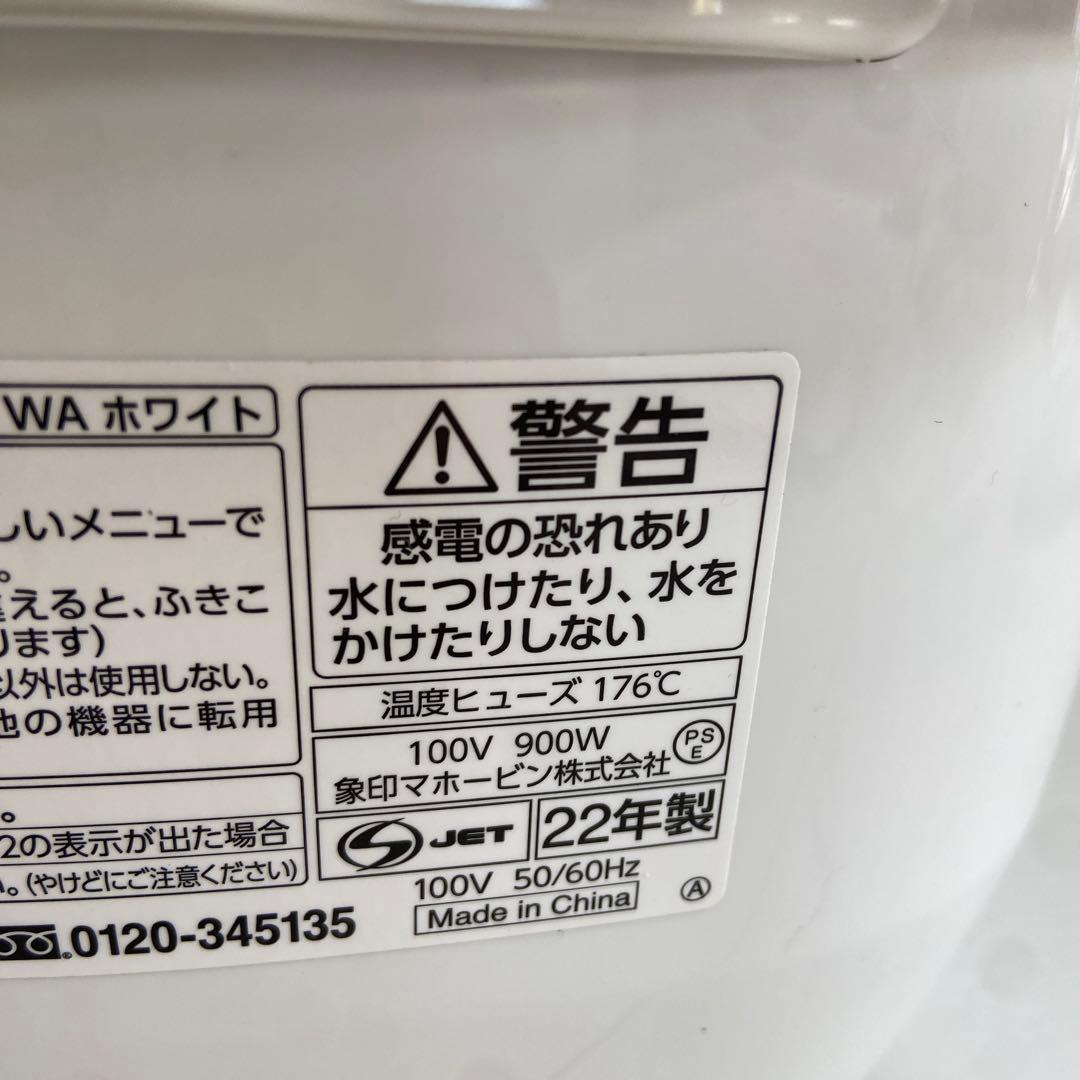 WA ホワイト
しいメニューで
。
えると、ふきこ
ります)
以外は使用しない。
他の機器に転用
。
2の表示が出た場合
い。(やけどにご注意ください)
0120-345135
警告
感電の恐れあり
水につけたり、水を
かけたりしない
温度ヒューズ 176℃
100V 900W
象印マホービン株式会社
PS
E
JET
22年製
100V 50/60Hz
Made in China
A